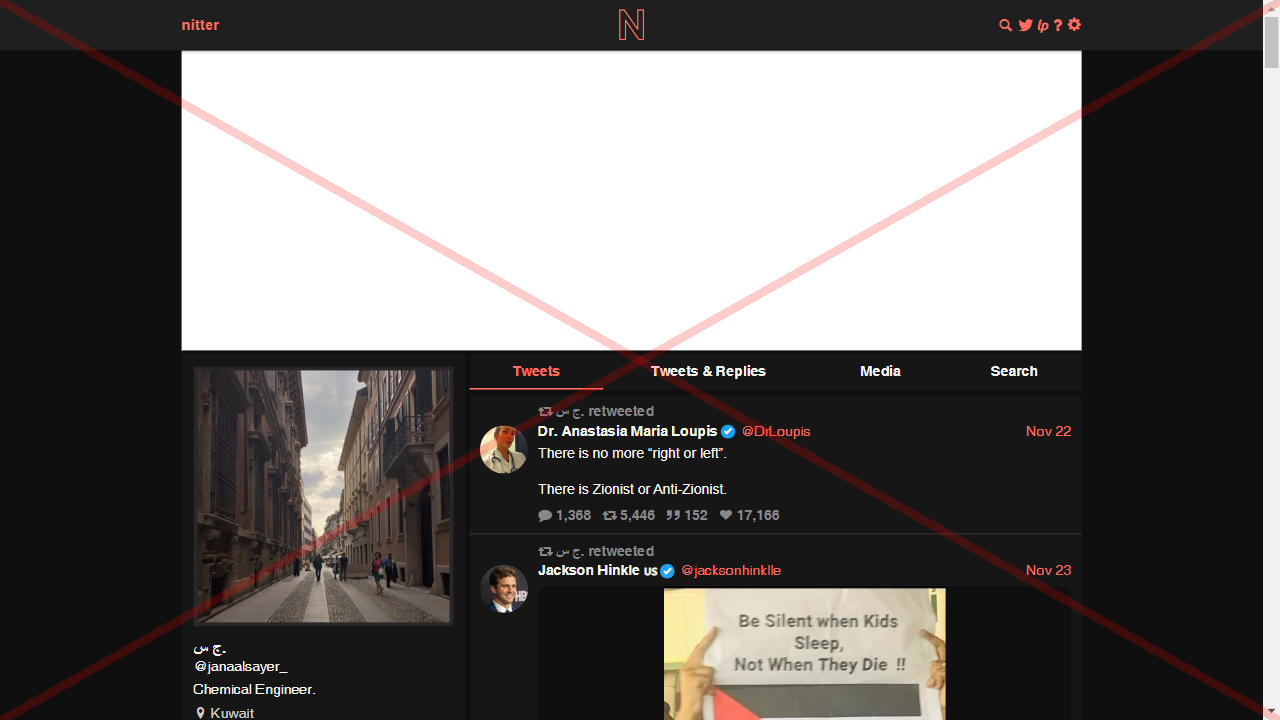 nitter
N
lp ?
Tweets
Tweets & Replies
Media
Search
ج س. retweeted
Dr. Anastasia Maria Loupis @DrLoupis Nov 22
There is no more “right or left”.
There is Zionist or Anti-Zionist.
1,368 5,446 152 17,166
ج س. retweeted
Jackson Hinkle US @jacksonhinklle Nov 23
HBO
Be Silent when Kids
Sleep,
Not When They Die !!
ج س.
@janaalsayer_
Chemical Engineer.
Kuwait